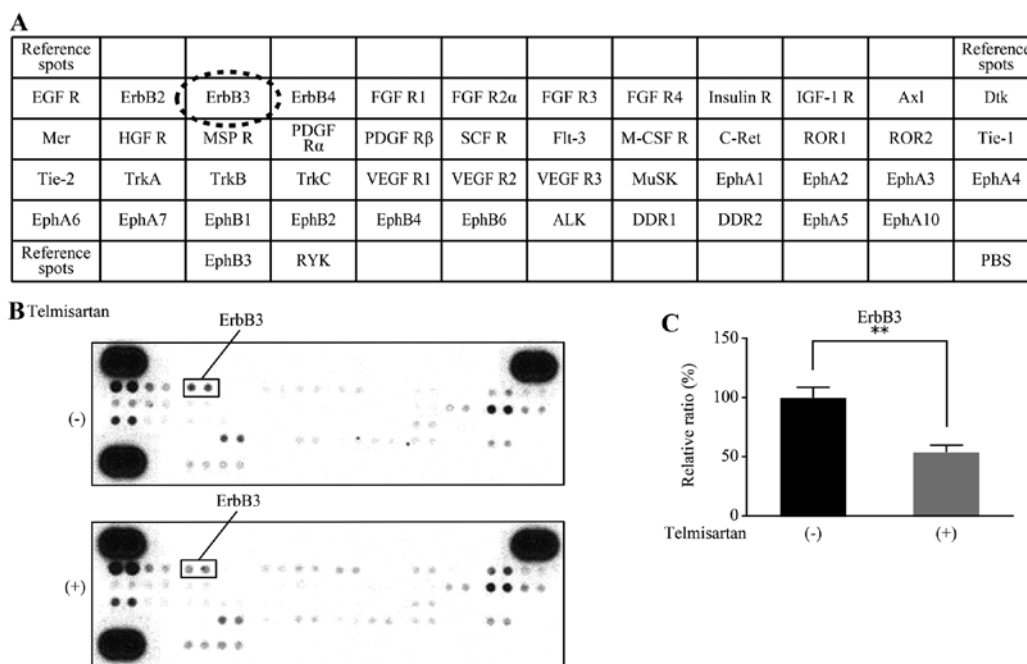 A
Reference spots Reference spots
EGF R ErbB2 ErbB3 ErbB4 FGF R1 FGF R2α FGF R3 FGF R4 Insulin R IGF-1 R Axl Dtk
Mer HGF R MSP R PDGF Rα PDGF Rβ SCF R Flt-3 M-CSF R C-Ret ROR1 ROR2 Tie-1
Tie-2 TrkA TrkB TrkC VEGF R1 VEGF R2 VEGF R3 MuSK EphA1 EphA2 EphA3 EphA4
EphA6 EphA7 EphB1 EphB2 EphB4 EphB6 ALK DDR1 DDR2 EphA5 EphA10
Reference spots EphB3 RYK PBS
B Telmisartan
ErbB3
(-)
ErbB3
(+)
C
ErbB3
**
150
100
50
0
Relative ratio (%)
Telmisartan (-) (+)